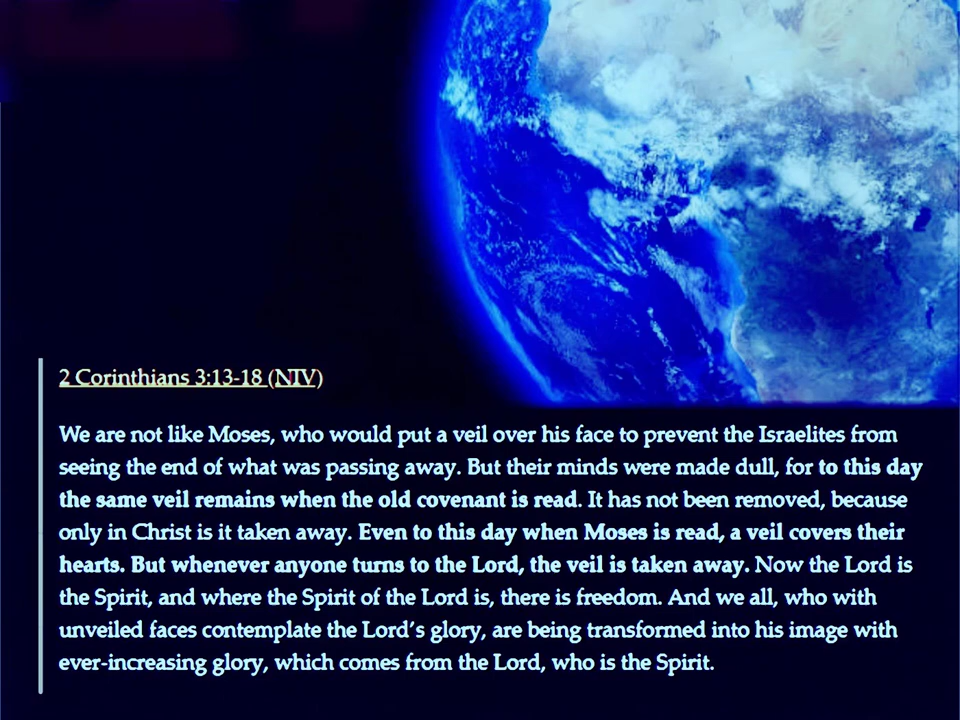 2 Corinthians 3:13-18 (NIV)
We are not like Moses, who would put a veil over his face to prevent the Israelites from
seeing the end of what was passing away. But their minds were made dull, for to this day
the same veil remains when the old covenant is read. It has not been removed, because
only in Christ is it taken away. Even to this day when Moses is read, a veil covers their
hearts. But whenever anyone turns to the Lord, the veil is taken away. Now the Lord is
the Spirit, and where the Spirit of the Lord is, there is freedom. And we all, who with
unveiled faces contemplate the Lord’s glory, are being transformed into his image with
ever-increasing glory, which comes from the Lord, who is the Spirit.